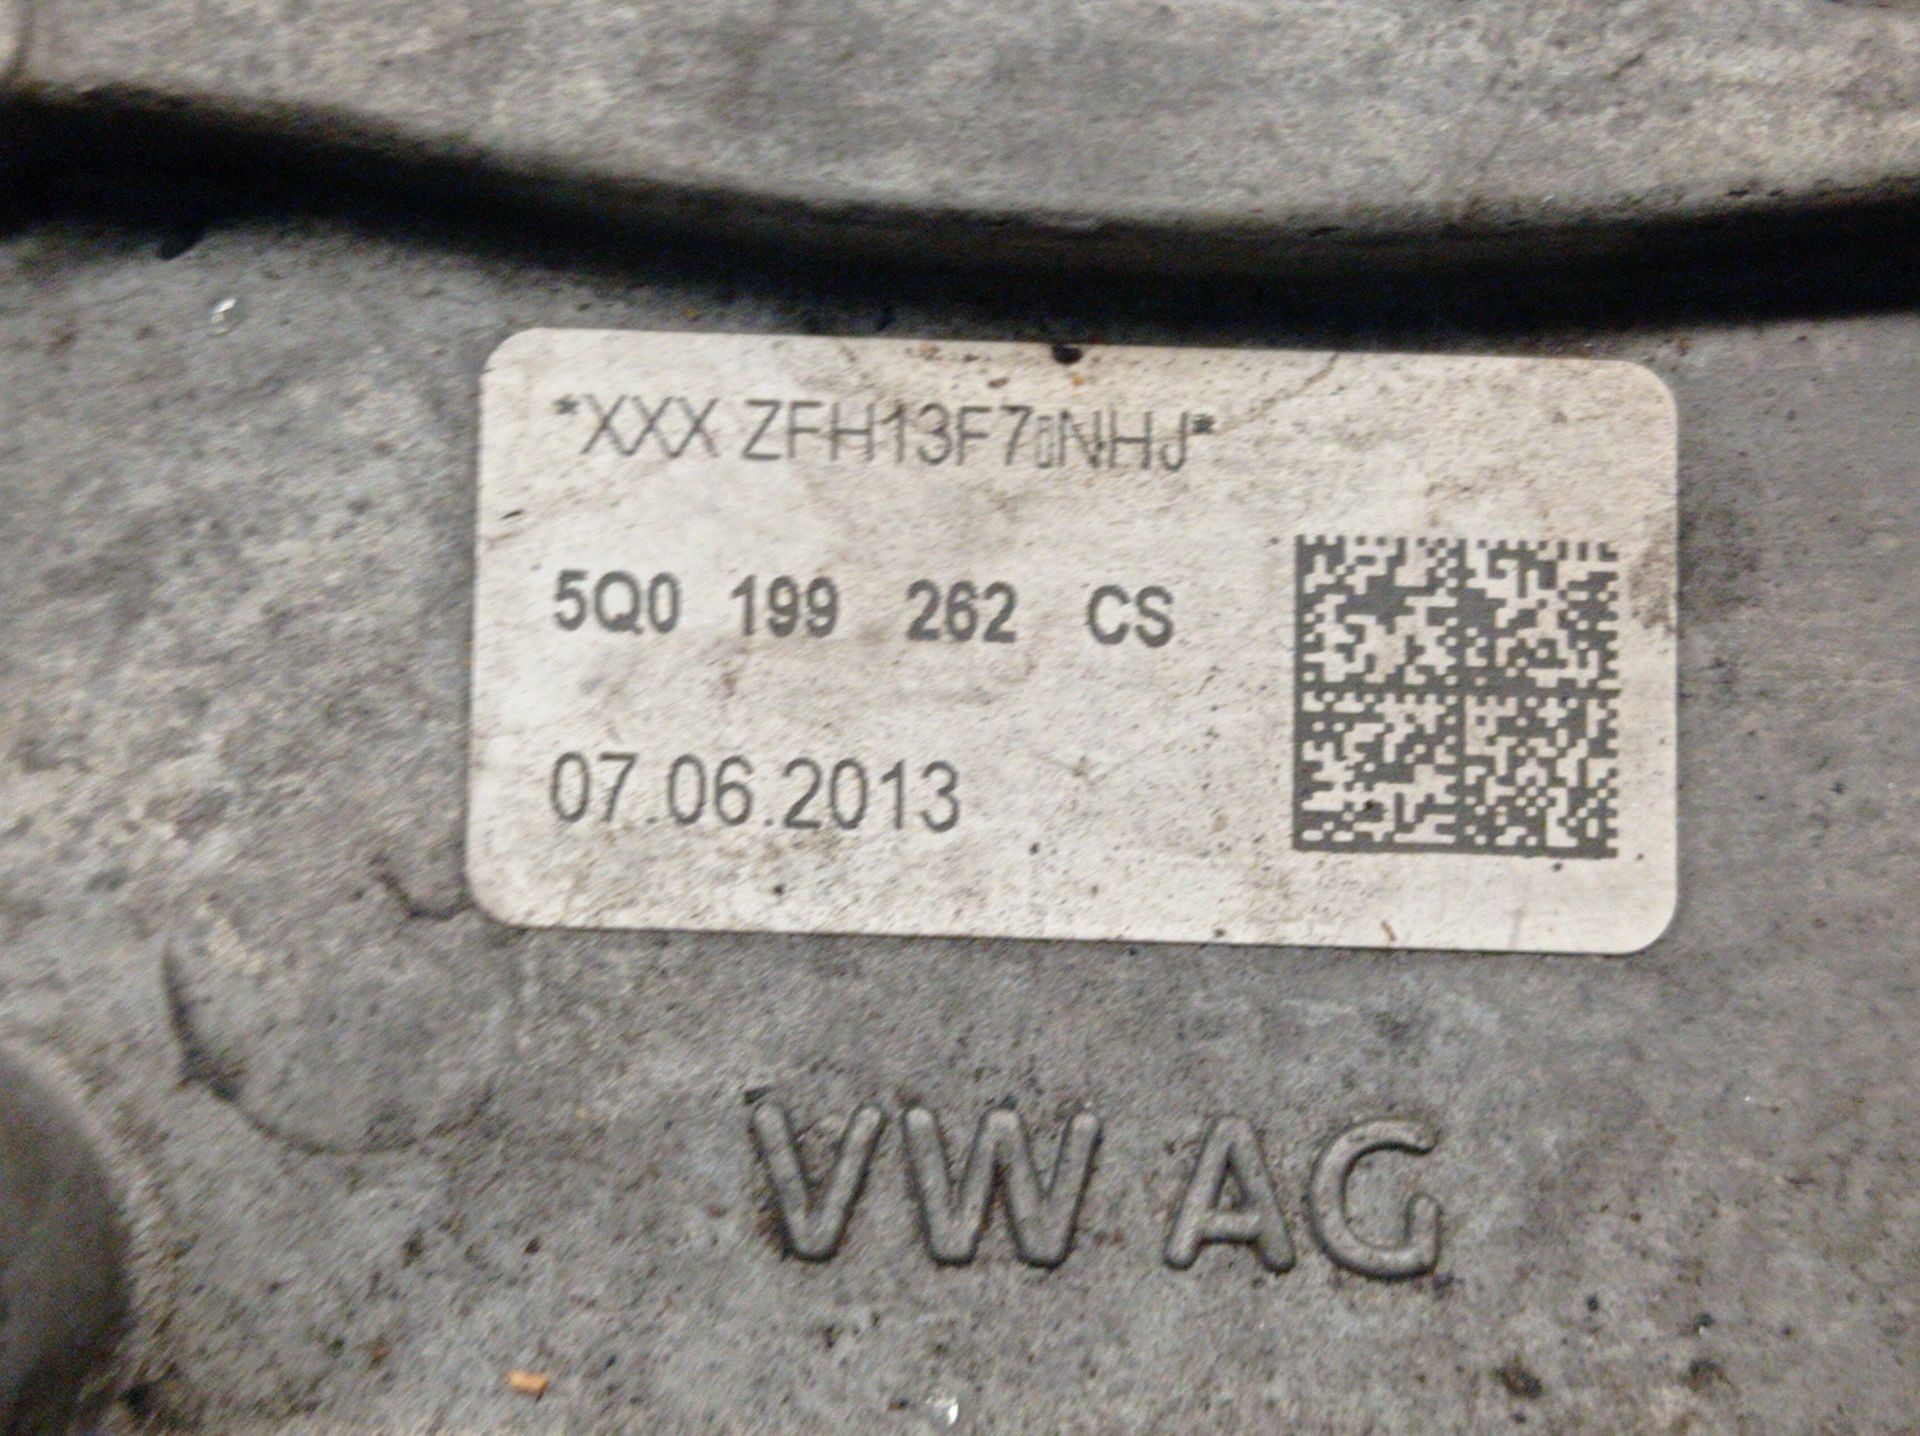 *XXX ZFH13F7▯NHJ*
5Q0 199 262 CS
07.06.2013
VW AG